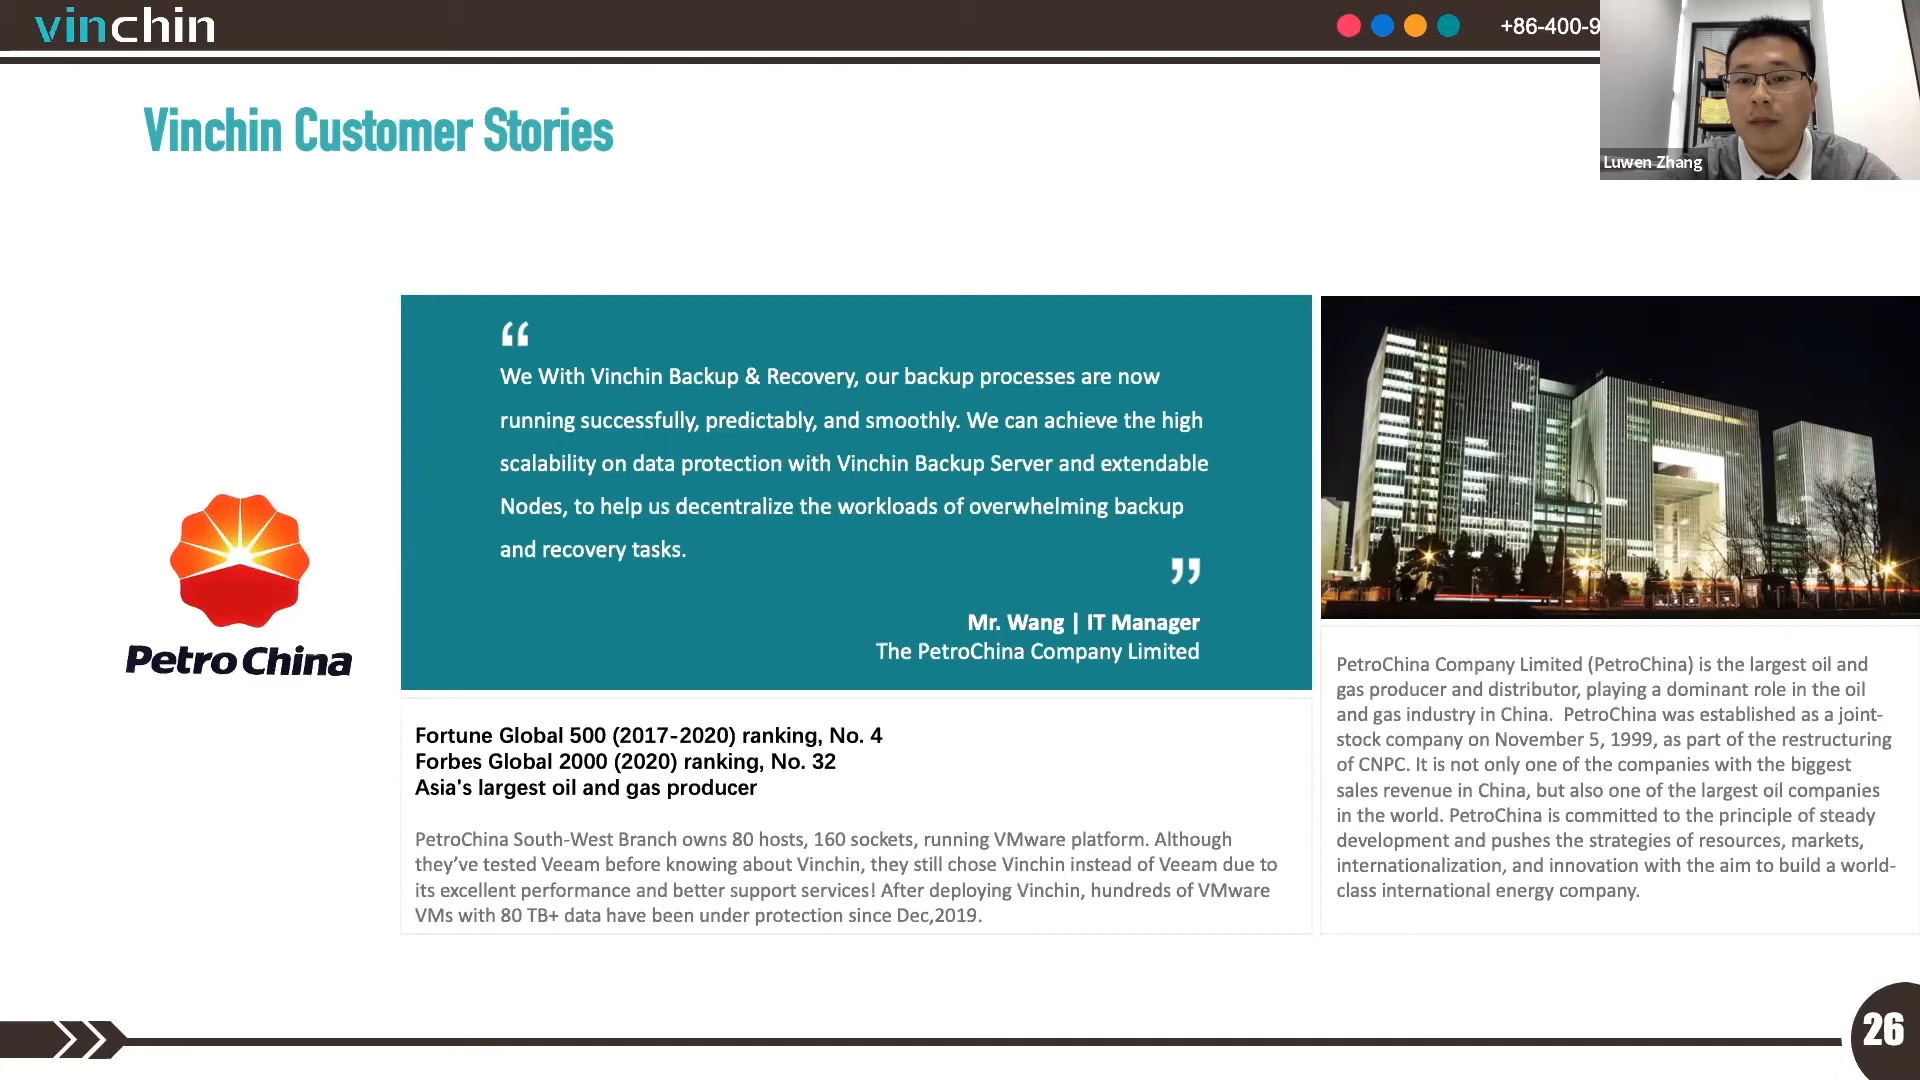 vinchin
+86-400-9
Luwen Zhang
Vinchin Customer Stories
“
We With Vinchin Backup & Recovery, our backup processes are now
running successfully, predictably, and smoothly. We can achieve the high
scalability on data protection with Vinchin Backup Server and extendable
Nodes, to help us decentralize the workloads of overwhelming backup
and recovery tasks.
”
Mr. Wang | IT Manager
The PetroChina Company Limited
PetroChina
Fortune Global 500 (2017-2020) ranking, No. 4
Forbes Global 2000 (2020) ranking, No. 32
Asia's largest oil and gas producer
PetroChina South-West Branch owns 80 hosts, 160 sockets, running VMware platform. Although
they’ve tested Veeam before knowing about Vinchin, they still chose Vinchin instead of Veeam due to
its excellent performance and better support services! After deploying Vinchin, hundreds of VMware
VMs with 80 TB+ data have been under protection since Dec,2019.
PetroChina Company Limited (PetroChina) is the largest oil and
gas producer and distributor, playing a dominant role in the oil
and gas industry in China.  PetroChina was established as a joint-
stock company on November 5, 1999, as part of the restructuring
of CNPC. It is not only one of the companies with the biggest
sales revenue in China, but also one of the largest oil companies
in the world. PetroChina is committed to the principle of steady
development and pushes the strategies of resources, markets,
internationalization, and innovation with the aim to build a world-
class international energy company.
26